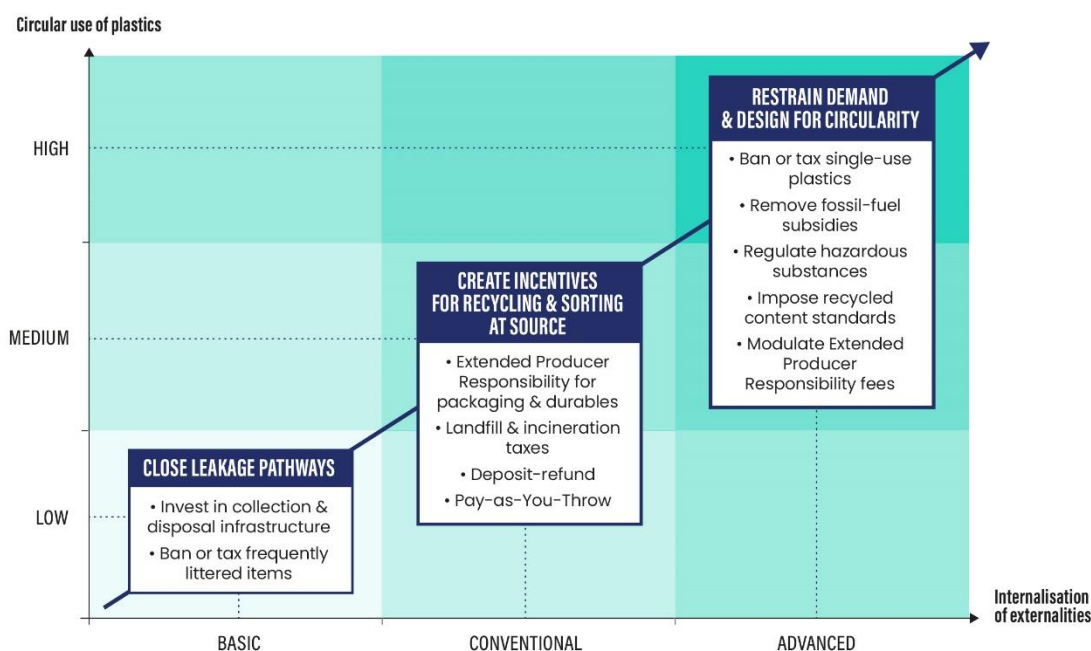 Circular use of plastics
HIGH
MEDIUM
LOW
RESTRAIN DEMAND
& DESIGN FOR CIRCULARITY
• Ban or tax single-use
plastics
• Remove fossil-fuel
subsidies
• Regulate hazardous
substances
• Impose recycled
content standards
• Modulate Extended
Producer
Responsibility fees
CREATE INCENTIVES
FOR RECYCLING & SORTING
AT SOURCE
• Extended Producer
Responsibility for
packaging & durables
• Landfill & incineration
taxes
• Deposit-refund
• Pay-as-You-Throw
CLOSE LEAKAGE PATHWAYS
• Invest in collection &
disposal infrastructure
• Ban or tax frequently
littered items
Internalisation
of externalities
BASIC
CONVENTIONAL
ADVANCED